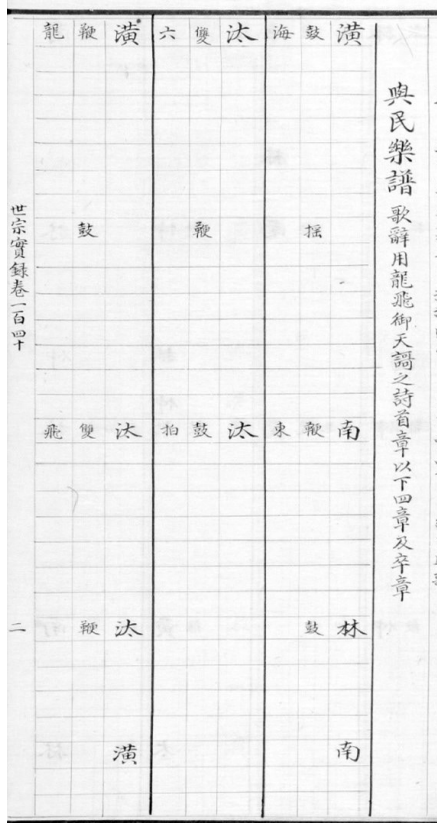 與民樂譜 歌辭用龍飛御天謌之詩首章以下四章及卒章
潢 南 林 南
鼓 搖 鞭 鼓
海 東
汰 汰
雙 鞭 鼓
六 拍
潢 汰 汰 潢
鞭 鼓 雙 鞭
龍 飛
世宗實錄卷一百四十 二